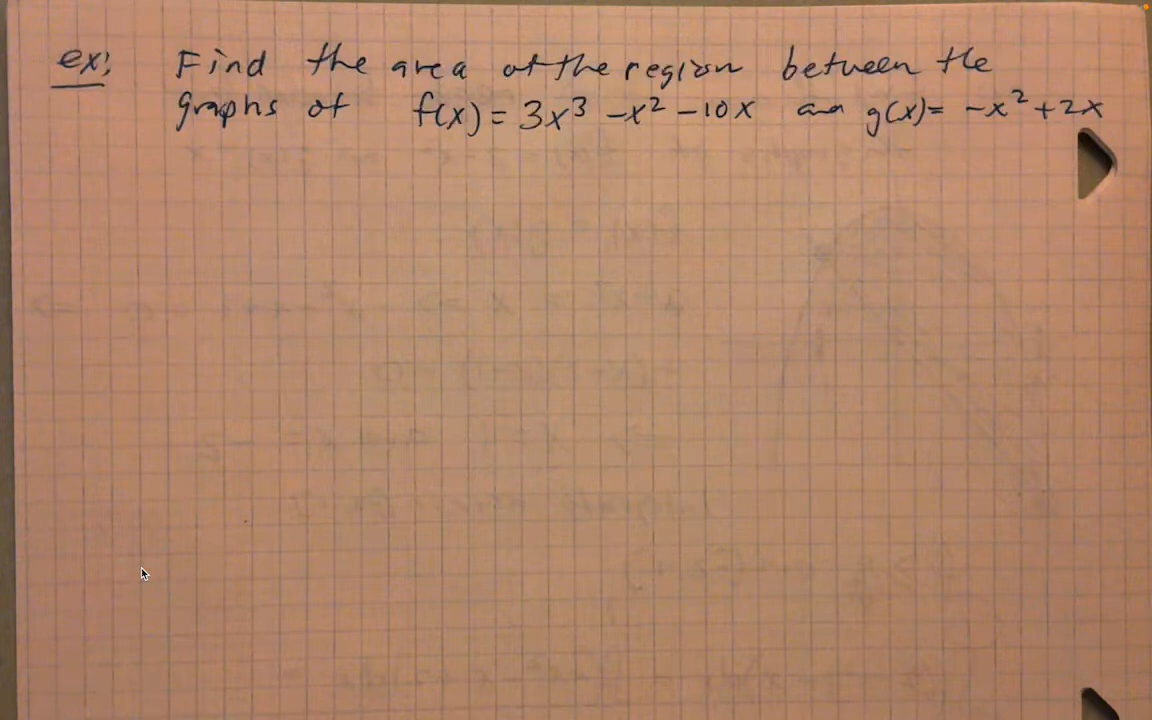 ex: Find the area of the region between the
graphs of f(x) = 3x³ - x² - 10x and g(x) = -x² + 2x